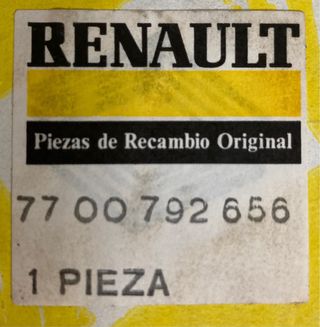 RENAULT
Piezas de Recambio Original
77 00 792 656
1 PIEZA